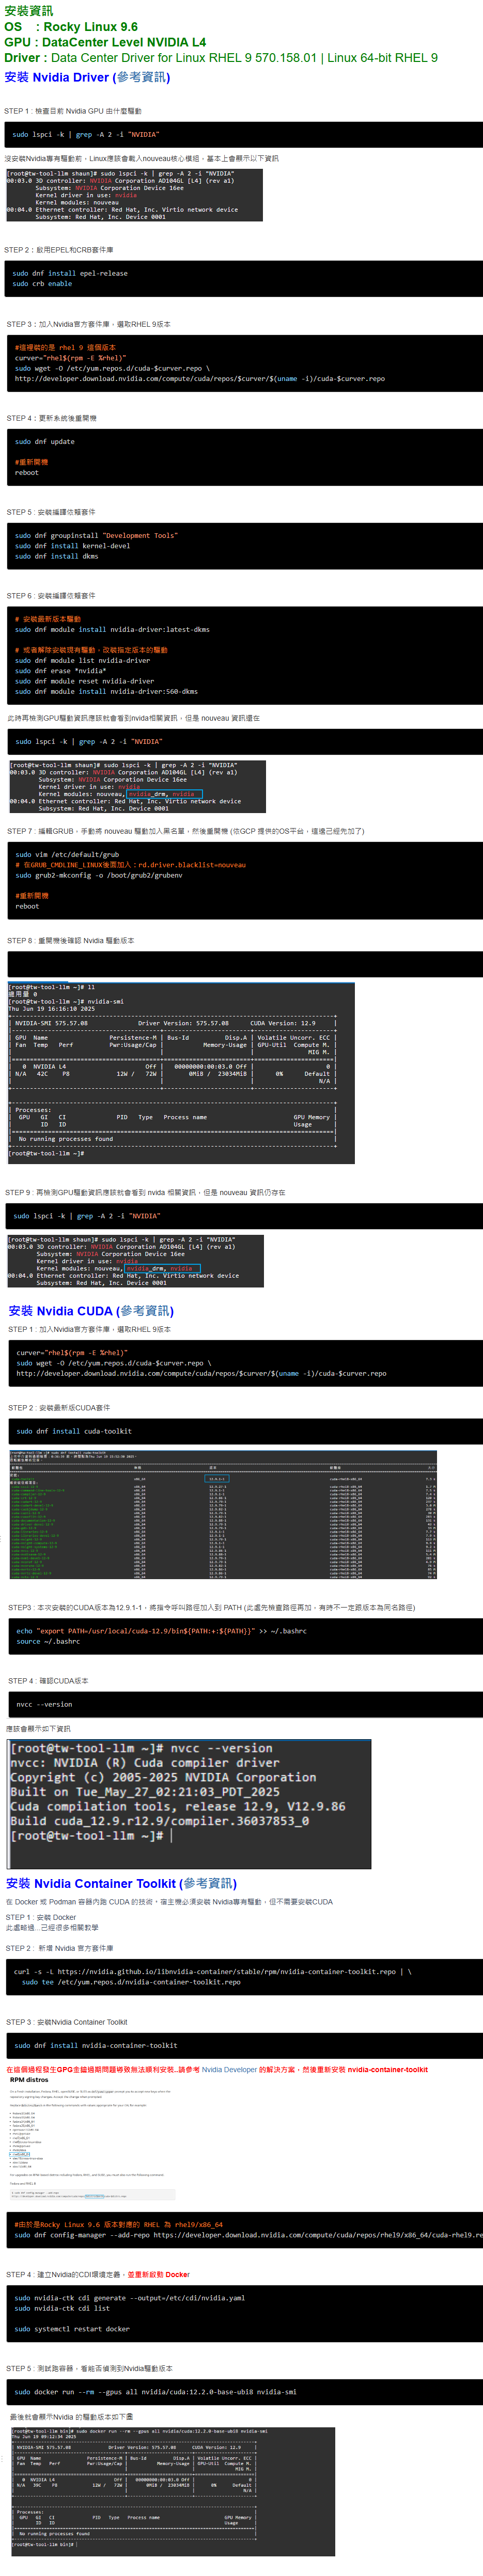 安裝資訊
OS    : Rocky Linux 9.6
GPU : DataCenter Level NVIDIA L4
Driver : Data Center Driver for Linux RHEL 9 570.158.01 | Linux 64-bit RHEL 9
安裝 Nvidia Driver (參考資訊)
STEP 1 : 檢查目前 Nvidia GPU 由什麼驅動
sudo lspci -k | grep -A 2 -i "NVIDIA"
沒安裝Nvidia專有驅動前，Linux應該會載入nouveau核心模組，基本上會顯示以下資訊
[root@tw-tool-llm shaun]# sudo lspci -k | grep -A 2 -i "NVIDIA"
00:03.0 3D controller: NVIDIA Corporation AD104GL [L4] (rev a1)
Subsystem: NVIDIA Corporation Device 16ee
Kernel driver in use: nvidia
Kernel modules: nouveau
00:04.0 Ethernet controller: Red Hat, Inc. Virtio network device
Subsystem: Red Hat, Inc. Device 0001
STEP 2：啟用EPEL和CRB套件庫
sudo dnf install epel-release
sudo crb enable
STEP 3：加入Nvidia官方套件庫，選取RHEL 9版本
#這裡裝的是 rhel 9 這個版本
curver="rhel$(rpm -E %rhel)"
sudo wget -O /etc/yum.repos.d/cuda-$curver.repo \
http://developer.download.nvidia.com/compute/cuda/repos/$curver/$(uname -i)/cuda-$curver.repo
STEP 4：更新系統後重開機
sudo dnf update
#重新開機
reboot
STEP 5 : 安裝編譯依賴套件
sudo dnf groupinstall "Development Tools"
sudo dnf install kernel-devel
sudo dnf install dkms
STEP 6 : 安裝編譯依賴套件
# 安裝最新版本驅動
sudo dnf module install nvidia-driver:latest-dkms
# 或者解除安裝現有驅動，改裝指定版本的驅動
sudo dnf module list nvidia-driver
sudo dnf erase *nvidia*
sudo dnf module reset nvidia-driver
sudo dnf module install nvidia-driver:560-dkms
此時再檢測GPU驅動資訊應該就會看到nvida相關資訊，但是 nouveau 資訊還在
sudo lspci -k | grep -A 2 -i "NVIDIA"
[root@tw-tool-llm shaun]# sudo lspci -k | grep -A 2 -i "NVIDIA"
00:03.0 3D controller: NVIDIA Corporation AD104GL [L4] (rev a1)
Subsystem: NVIDIA Corporation Device 16ee
Kernel driver in use: nvidia
Kernel modules: nouveau, nvidia_drm, nvidia
00:04.0 Ethernet controller: Red Hat, Inc. Virtio network device
Subsystem: Red Hat, Inc. Device 0001
STEP 7 : 編輯GRUB，手動將 nouveau 驅動加入黑名單，然後重開機 (依GCP 提供的OS平台，這邊已經先加了)
sudo vim /etc/default/grub
# 在GRUB_CMDLINE_LINUX後面加入：rd.driver.blacklist=nouveau
sudo grub2-mkconfig -o /boot/grub2/grubenv
#重新開機
reboot
STEP 8 : 重開機後確認 Nvidia 驅動版本
[root@tw-tool-llm ~]# ll
總用量 0
[root@tw-tool-llm ~]# nvidia-smi
Thu Jun 19 16:16:10 2025
| NVIDIA-SMI 575.57.08    Driver Version: 575.57.08    CUDA Version: 12.9 |
| GPU  Name    Persistence-M | Bus-Id    Disp.A | Volatile Uncorr. ECC |
| Fan  Temp   Perf    Pwr:Usage/Cap |    Memory-Usage | GPU-Util  Compute M. |
| MIG M. |
| 0  NVIDIA L4    Off | 00000000:00:03.0 Off | 0 |
| N/A   42C    P8    12W /   72W | 0MiB /  23034MiB | 0%    Default |
| N/A |
| Processes: |
| GPU   GI   CI    PID   Type   Process name    GPU Memory |
| ID   ID    Usage |
| No running processes found |
[root@tw-tool-llm ~]#
STEP 9 : 再檢測GPU驅動資訊應該就會看到 nvida 相關資訊，但是 nouveau 資訊仍存在
sudo lspci -k | grep -A 2 -i "NVIDIA"
[root@tw-tool-llm shaun]# sudo lspci -k | grep -A 2 -i "NVIDIA"
00:03.0 3D controller: NVIDIA Corporation AD104GL [L4] (rev a1)
Subsystem: NVIDIA Corporation Device 16ee
Kernel driver in use: nvidia
Kernel modules: nouveau, nvidia_drm, nvidia
00:04.0 Ethernet controller: Red Hat, Inc. Virtio network device
Subsystem: Red Hat, Inc. Device 0001
安裝 Nvidia CUDA (參考資訊)
STEP 1 : 加入Nvidia官方套件庫，選取RHEL 9版本
curver="rhel$(rpm -E %rhel)"
sudo wget -O /etc/yum.repos.d/cuda-$curver.repo \
http://developer.download.nvidia.com/compute/cuda/repos/$curver/$(uname -i)/cuda-$curver.repo
STEP 2 : 安裝最新版CUDA套件
sudo dnf install cuda-toolkit
STEP3 : 本次安裝的CUDA版本為12.9.1-1，將指令呼叫路徑加入到 PATH (此處先檢查路徑再加，有時不一定跟版本為同名路徑)
echo "export PATH=/usr/local/cuda-12.9/bin${PATH:+:${PATH}}" >> ~/.bashrc
source ~/.bashrc
STEP 4 : 確認CUDA版本
nvcc --version
應該會顯示如下資訊
[root@tw-tool-llm ~]# nvcc --version
nvcc: NVIDIA (R) Cuda compiler driver
Copyright (c) 2005-2025 NVIDIA Corporation
Built on Tue_May_27_02:21:03_PDT_2025
Cuda compilation tools, release 12.9, V12.9.86
Build cuda_12.9.r12.9/compiler.36037853_0
[root@tw-tool-llm ~]#
安裝 Nvidia Container Toolkit (參考資訊)
在 Docker 或 Podman 容器內跑 CUDA 的技術，宿主機必須安裝 Nvidia專有驅動，但不需要安裝CUDA
STEP 1 : 安裝 Docker
此處略過...已經很多相關教學
STEP 2 :  新增 Nvidia 官方套件庫
curl -s -L https://nvidia.github.io/libnvidia-container/stable/rpm/nvidia-container-toolkit.repo | \
sudo tee /etc/yum.repos.d/nvidia-container-toolkit.repo
STEP 3 : 安裝Nvidia Container Toolkit
sudo dnf install nvidia-container-toolkit
在這個過程發生GPG金鑰過期問題導致無法順利安裝..請參考 Nvidia Developer 的解決方案，然後重新安裝 nvidia-container-toolkit
RPM distros
#由於是Rocky Linux 9.6 版本對應的 RHEL 為 rhel9/x86_64
sudo dnf config-manager --add-repo https://developer.download.nvidia.com/compute/cuda/repos/rhel9/x86_64/cuda-rhel9.re
STEP 4 : 建立Nvidia的CDI環境定義，並重新啟動 Docker
sudo nvidia-ctk cdi generate --output=/etc/cdi/nvidia.yaml
sudo nvidia-ctk cdi list
sudo systemctl restart docker
STEP 5 : 測試跑容器，看能否偵測到Nvidia驅動版本
sudo docker run --rm --gpus all nvidia/cuda:12.2.0-base-ubi8 nvidia-smi
最後就會顯示Nvidia 的驅動版本如下圖
[root@tw-tool-llm bin]# sudo docker run --rm --gpus all nvidia/cuda:12.2.0-base-ubi8 nvidia-smi
Thu Jun 19 09:12:34 2025
| NVIDIA-SMI 575.57.08    Driver Version: 575.57.08    CUDA Version: 12.9 |
| GPU  Name    Persistence-M | Bus-Id    Disp.A | Volatile Uncorr. ECC |
| Fan  Temp   Perf    Pwr:Usage/Cap |    Memory-Usage | GPU-Util  Compute M. |
| MIG M. |
| 0  NVIDIA L4    Off | 00000000:00:03.0 Off | 0 |
| N/A   39C    P8    12W /   72W | 0MiB /  23034MiB | 0%    Default |
| N/A |
| Processes: |
| GPU   GI   CI    PID   Type   Process name    GPU Memory |
| ID   ID    Usage |
| No running processes found |
[root@tw-tool-llm bin]#